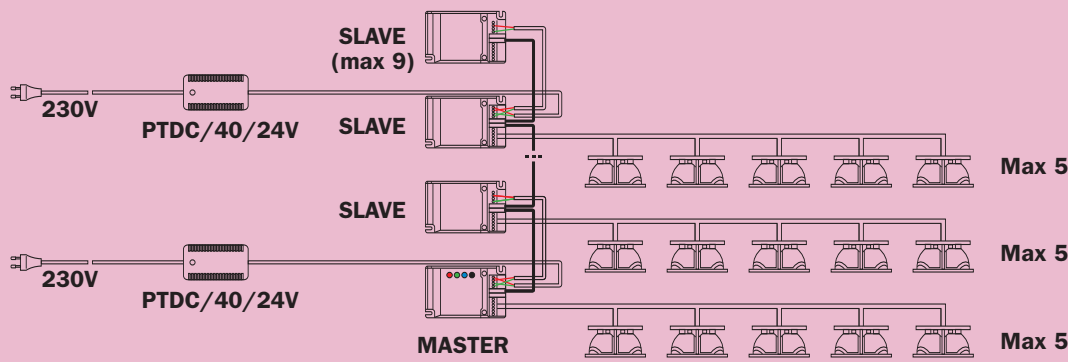 SLAVE
(max 9)
230V
PTDC/40/24V
SLAVE
Max 5
SLAVE
Max 5
230V
PTDC/40/24V
MASTER
Max 5